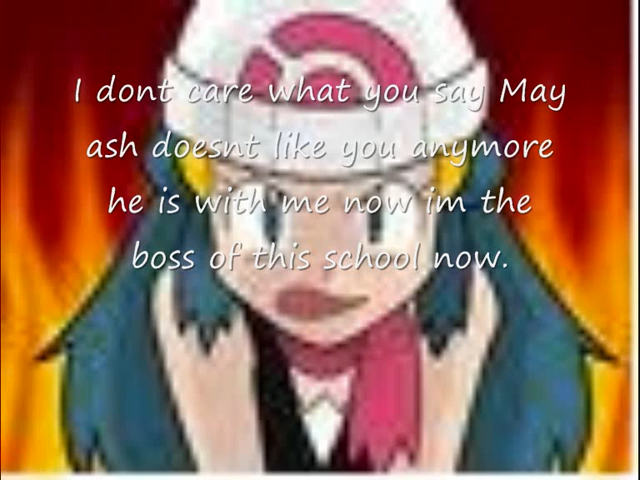 I dont care what you say May
ash doesnt like you anymore
he is with me now im the
boss of this school now.